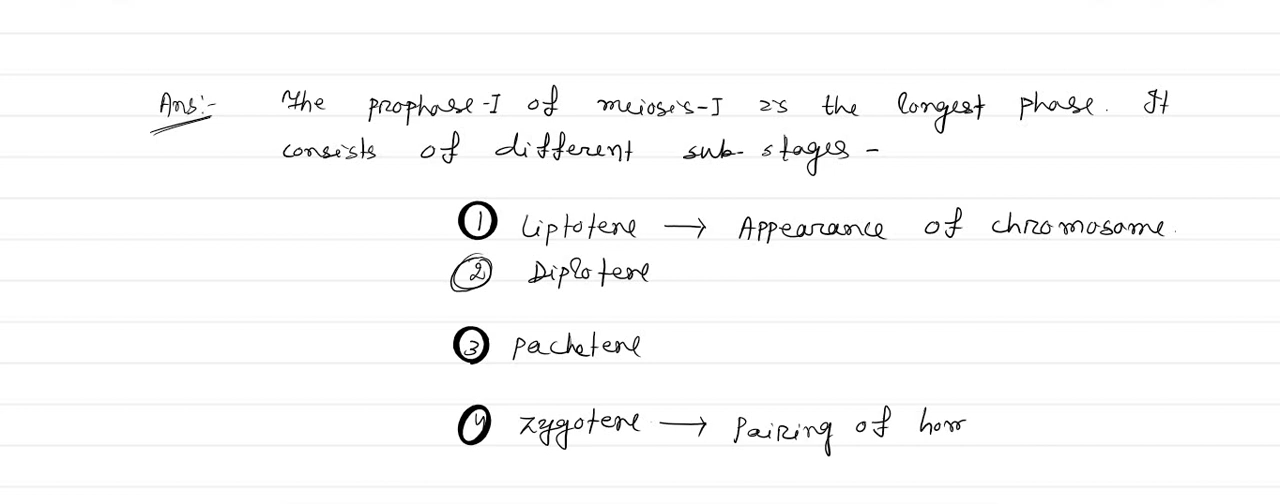 Ans:- The prophase-I of meiosis-I is the longest phase. It
consists of different sub-stages -
① Liptotene → Appearance of chromosame.
② Diplotene
③ Pachetene
④ Zygotene → Pairing of hom